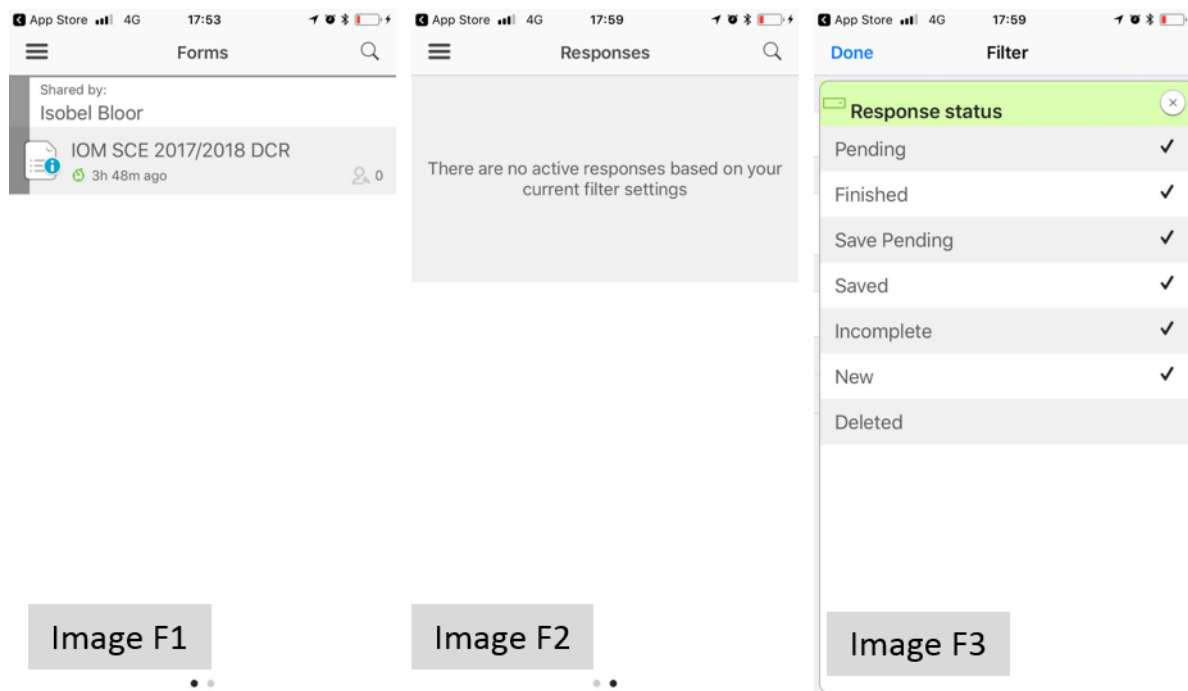 App Store 4G 17:53
Forms
Shared by:
Isobel Bloor
IOM SCE 2017/2018 DCR
3h 48m ago 0
Image F1
App Store 4G 17:59
Responses
There are no active responses based on your
current filter settings
Image F2
App Store 4G 17:59
Done Filter
Response status
Pending
Finished
Save Pending
Saved
Incomplete
New
Deleted
Image F3